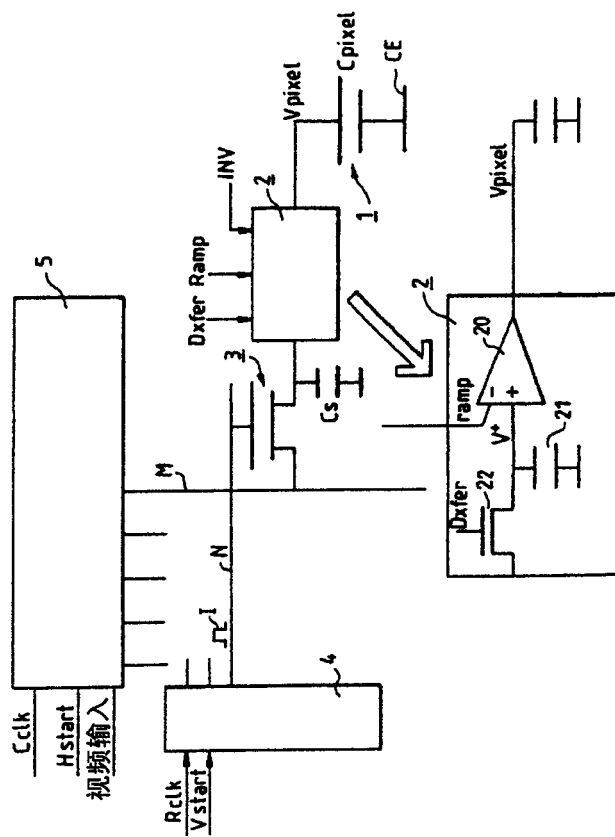 Cclk
Hstart
视频输入
5
Rclk
Vstart
4
I
N
M
3
Cs
Dxfer
Ramp
INV
2
Vpixel
Cpixel
1
CE
Dxfer
22
21
V+
ramp
20
2
Vpixel